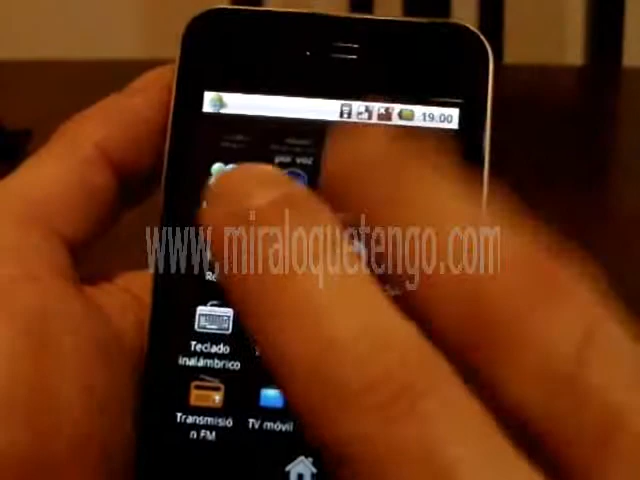 19:00
por voz
www.miraloquetengo.com
Teclado
inalámbrico
Transmisió
n FM
TV móvil